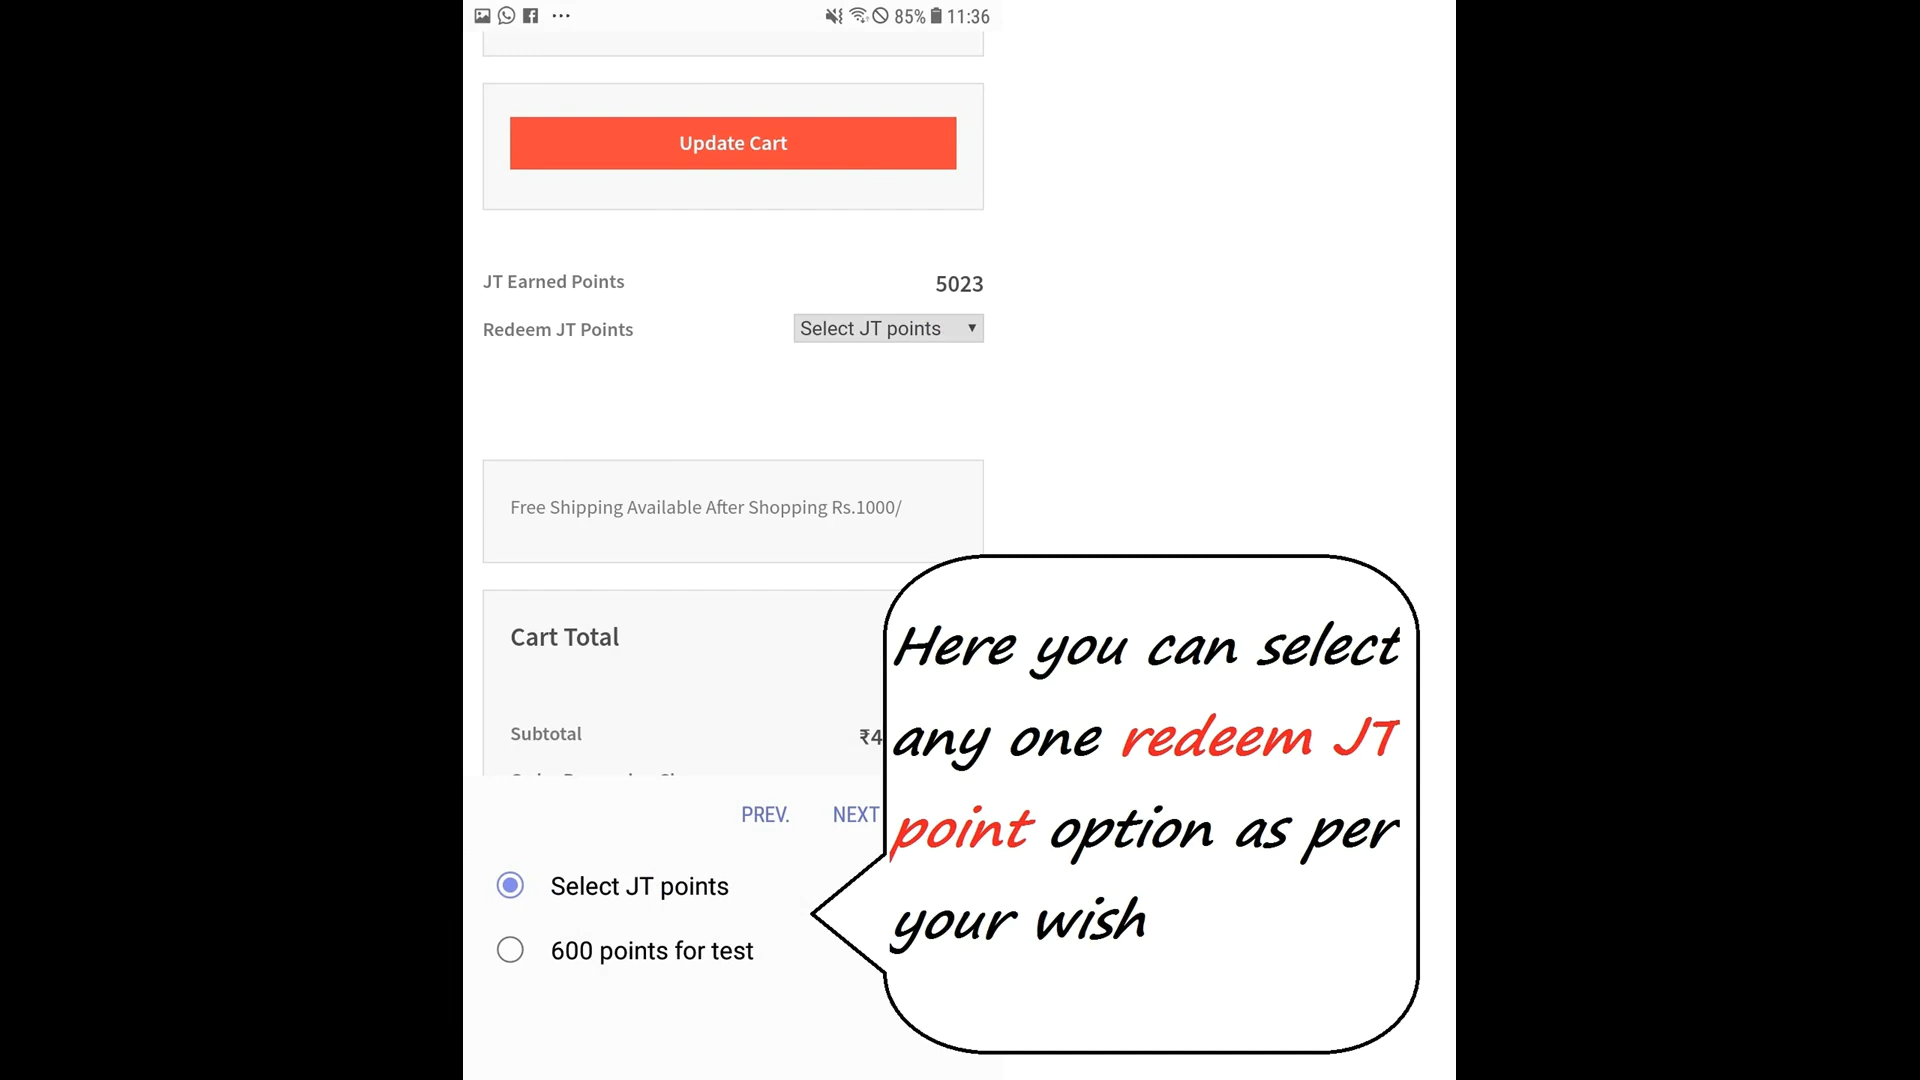 85% 11:36
Update Cart
JT Earned Points 5023
Redeem JT Points Select JT points
Free Shipping Available After Shopping Rs.1000/
Cart Total
Subtotal ₹4
PREV. NEXT
Select JT points
600 points for test
Here you can select
any one redeem JT
point option as per
your wish